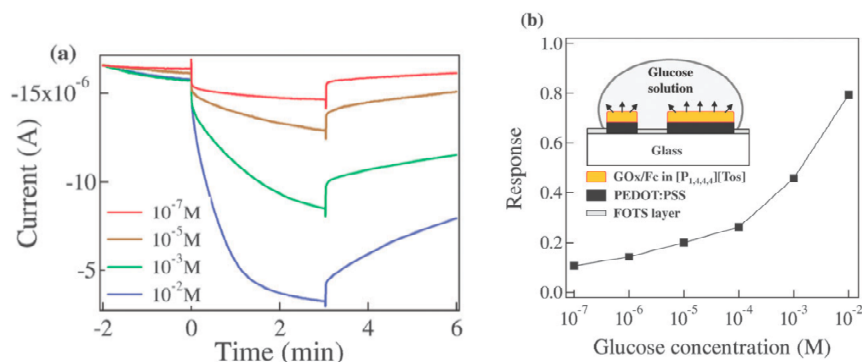 (a)
Current (A)
-15x10⁻⁶
-10
-5
10⁻⁷M
10⁻⁵M
10⁻³M
10⁻²M
-2 0 2 4 6
Time (min)
(b)
Response
1.0
0.8
0.6
0.4
0.2
0.0
Glucose
solution
Glass
GOx/Fc in [P₁,₄,₄,₄][Tos]
PEDOT:PSS
FOTS layer
10⁻⁷ 10⁻⁶ 10⁻⁵ 10⁻⁴ 10⁻³ 10⁻²
Glucose concentration (M)